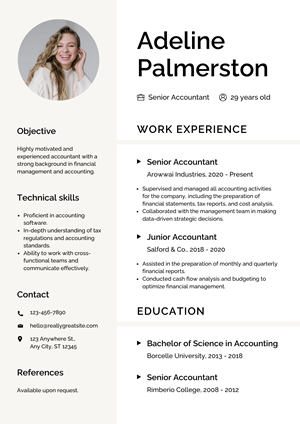 Adeline
Palmerston
Senior Accountant
29 years old
Objective
Highly motivated and
experienced accountant with a
strong background in financial
management and accounting.
Technical skills
• Proficient in accounting
software.
• In-depth understanding of tax
regulations and accounting
standards.
• Ability to work with cross-
functional teams and
communicate effectively.
Contact
123-456-7890
hello@reallygreatsite.com
123 Anywhere St.,
Any City, ST 12345
References
Available upon request.
WORK EXPERIENCE
Senior Accountant
Arowwai Industries, 2020 - Present
• Supervised and managed all accounting activities
for the company, including the preparation of
financial statements, tax reports, and cost analysis.
• Collaborated with the management team in making
data-driven strategic decisions.
Junior Accountant
Salford & Co., 2018 - 2020
• Assisted in the preparation of monthly and quarterly
financial reports.
• Conducted cash flow analysis and budgeting to
optimize financial management.
EDUCATION
Bachelor of Science in Accounting
Borcelle University, 2013 - 2018
Senior Accountant
Rimberio College, 2008 - 2012